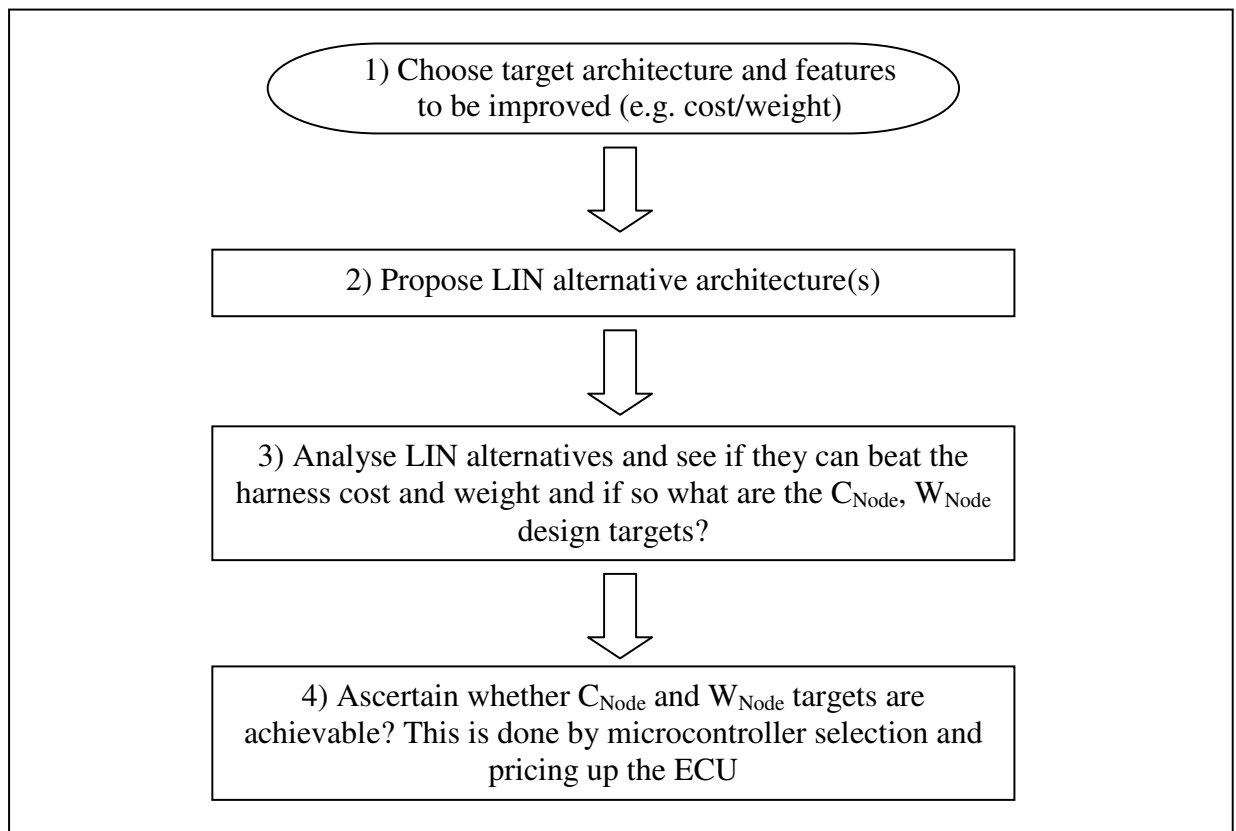 1) Choose target architecture and features
to be improved (e.g. cost/weight)
2) Propose LIN alternative architecture(s)
3) Analyse LIN alternatives and see if they can beat the
harness cost and weight and if so what are the CNode, WNode
design targets?
4) Ascertain whether CNode and WNode targets are
achievable? This is done by microcontroller selection and
pricing up the ECU